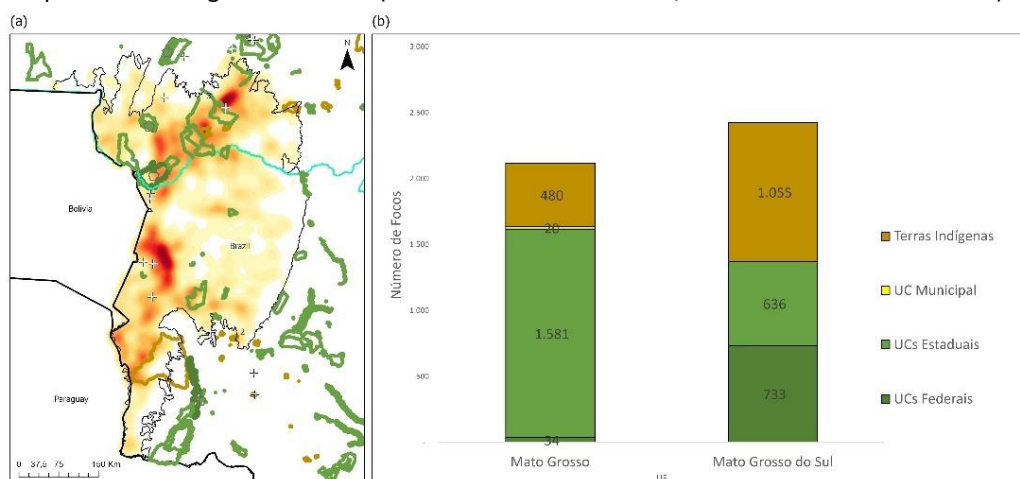 (a)
(b)
N
Bolivia
Brazil
2
2
Paraguay
0 37,5 75 150 Km
Número de Focos
3.000
2.500
2.000
1.500
1.000
500
-
480
20
1.581
34
1.055
636
733
Mato Grosso
Mato Grosso do Sul
UF
Terras Indígenas
UC Municipal
UCs Estaduais
UCs Federais